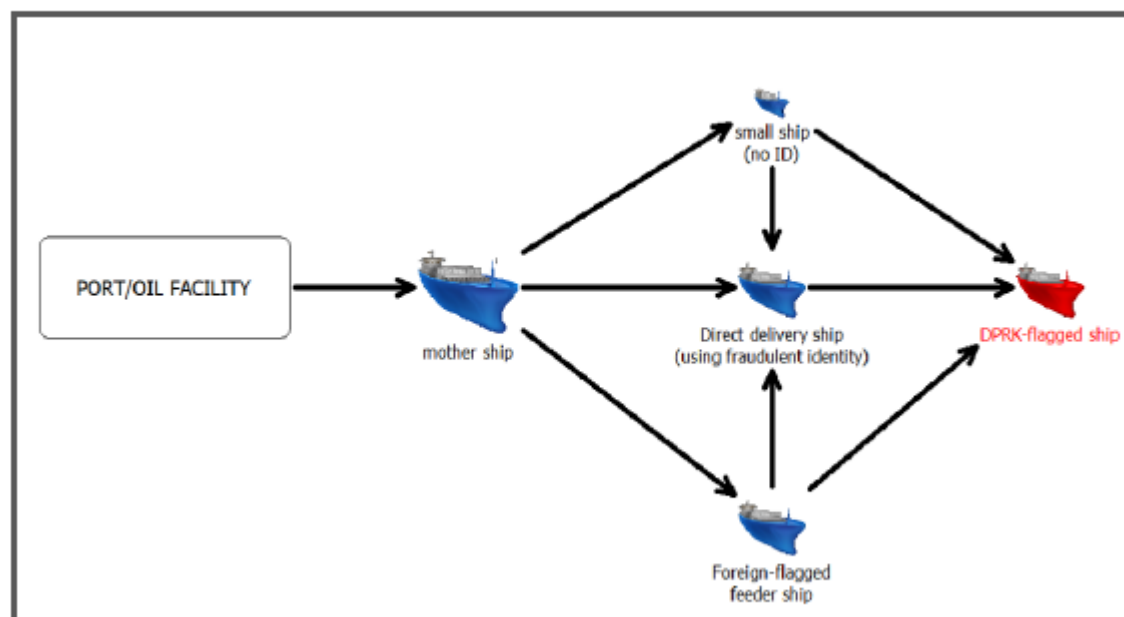 small ship
(no ID)
PORT/OIL FACILITY
mother ship
Direct delivery ship
(using fraudulent identity)
DPRK-flagged ship
Foreign-flagged
feeder ship